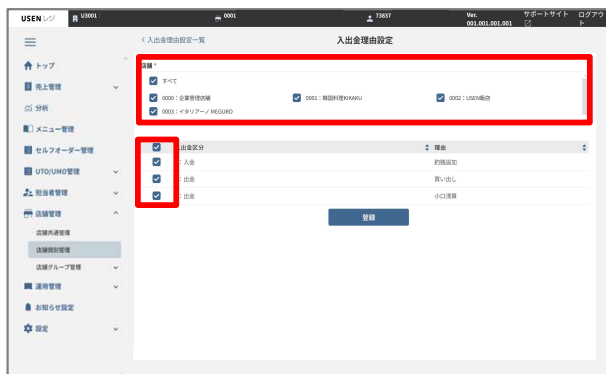 USEN レジ
U3001 :
0001
73837
Ver.
001.001.001.001
サポートサイト
ログアウト
トップ
売上管理
分析
メニュー管理
セルフオーダー管理
UTO/UMO管理
担当者管理
店舗管理
店舗共通管理
店舗個別管理
店舗グループ管理
運用管理
お知らせ設定
設定
< 入出金理由設定一覧
入出金理由設定
店舗 *
すべて
0000：企業管理店舗
0001：韓国料理KIKAKU
0002：USEN飯店
0003：イタリアーノ MEGURO
入出金区分
理由
：入金
釣銭追加
：出金
買い出し
：出金
小口清算
登録